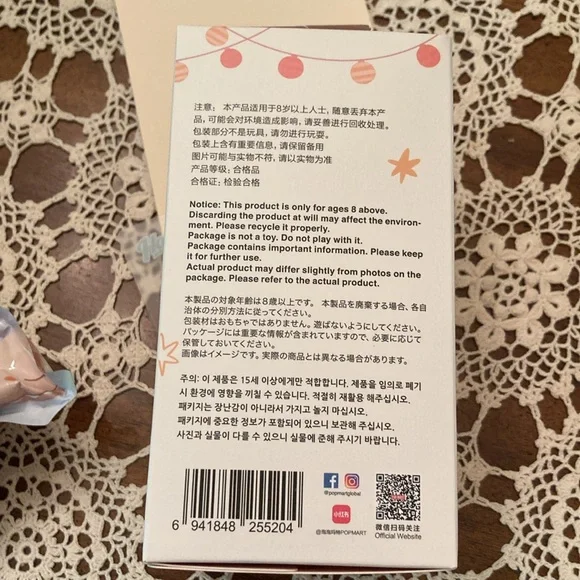 注意： 本产品适用于8岁以上人士，随意丢弃本产
品，可能会对环境造成影响，请妥善进行回收处理。
包装部分不是玩具，请勿进行玩耍。
包装上含有重要信息，请保留备用
图片可能与实物不符，请以实物为准
产品等级：合格品
合格证：检验合格
Notice: This product is only for ages 8 above.
Discarding the product at will may affect the environ-
ment. Please recycle it properly.
Package is not a toy. Do not play with it.
Package contains important information. Please keep
it for further use.
Actual product may differ slightly from photos on the
package. Please refer to the actual product.
本製品の対象年齢は8歳以上です。 本製品を廃棄する場合、各自
治体の分別方法に従ってください。
包装材はおもちゃではありません。遊ばないようにしてください。
パッケージには重要な情報が含まれていますので、必要に応じて
保管しておいてください。
画像はイメージです。実際の商品とは異なる場合があります。
주의: 이 제품은 15세 이상에게만 적합합니다. 제품을 임의로 폐기
시 환경에 영향을 끼칠 수 있습니다. 적절히 재활용 해주십시오.
패키지는 장난감이 아니라서 가지고 놀지 마십시오.
패키지에 중요한 정보가 포함되어 있으니 보관해 주십시오.
사진과 실물이 다를 수 있으니 실물에 준해 주시기 바랍니다.
6 941848 255204
@popmartglobal
小红书
@泡泡玛特POPMART
微信扫码关注
Official Website